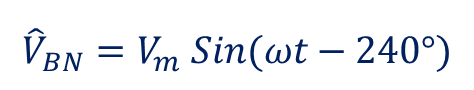 V̂_BN = V_m Sin(ωt − 240°)